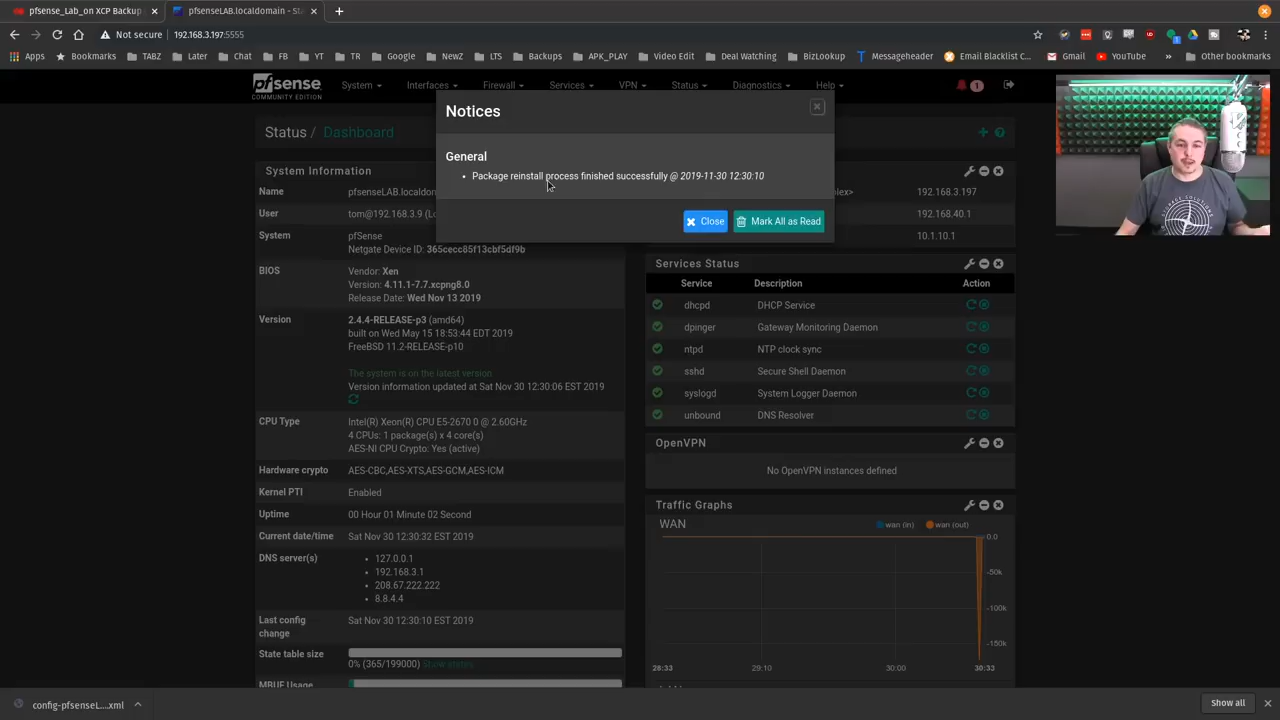 pfsense_Lab_on XCP Backup
pfsenseLAB.localdomain - Sta
Not secure
192.168.3.197:5555
Apps
Bookmarks
TABZ
Later
Chat
FB
YT
TR
Google
NewZ
LTS
Backups
APK_PLAY
Video Edit
Deal Watching
BizLookup
Messageheader
Email Blacklist C...
Gmail
YouTube
»
Other bookmarks
pfsense
COMMUNITY EDITION
System
Interfaces
Firewall
Services
VPN
Status
Diagnostics
Help
1
Notices
General
Package reinstall process finished successfully @ 2019-11-30 12:30:10
Close
Mark All as Read
Status / Dashboard
System Information
Name
pfsenseLAB.localdo
User
tom@192.168.3.9 (Lo
System
pfSense
Netgate Device ID: 365cecc85f13cbf5df9b
BIOS
Vendor: Xen
Version: 4.11.1-7.7.xcpng8.0
Release Date: Wed Nov 13 2019
Version
2.4.4-RELEASE-p3 (amd64)
built on Wed May 15 18:53:44 EDT 2019
FreeBSD 11.2-RELEASE-p10
The system is on the latest version.
Version information updated at Sat Nov 30 12:30:06 EST 2019
CPU Type
Intel(R) Xeon(R) CPU E5-2670 0 @ 2.60GHz
4 CPUs: 1 package(s) x 4 core(s)
AES-NI CPU Crypto: Yes (active)
Hardware crypto
AES-CBC,AES-XTS,AES-GCM,AES-ICM
Kernel PTI
Enabled
Uptime
00 Hour 01 Minute 02 Second
Current date/time
Sat Nov 30 12:30:32 EST 2019
DNS server(s)
127.0.0.1
192.168.3.1
208.67.222.222
8.8.4.4
Last config
change
Sat Nov 30 12:30:10 EST 2019
State table size
0% (365/199000) Show states
MBUF Usage
plex>
192.168.3.197
192.168.40.1
10.1.10.1
Services Status
Service
Description
Action
dhcpd
DHCP Service
dpinger
Gateway Monitoring Daemon
ntpd
NTP clock sync
sshd
Secure Shell Daemon
syslogd
System Logger Daemon
unbound
DNS Resolver
OpenVPN
No OpenVPN instances defined
Traffic Graphs
WAN
wan (in)
wan (out)
0.0
-50k
-100k
-150k
28:33
29:10
30:00
30:33
config-pfsenseL....xml
Show all